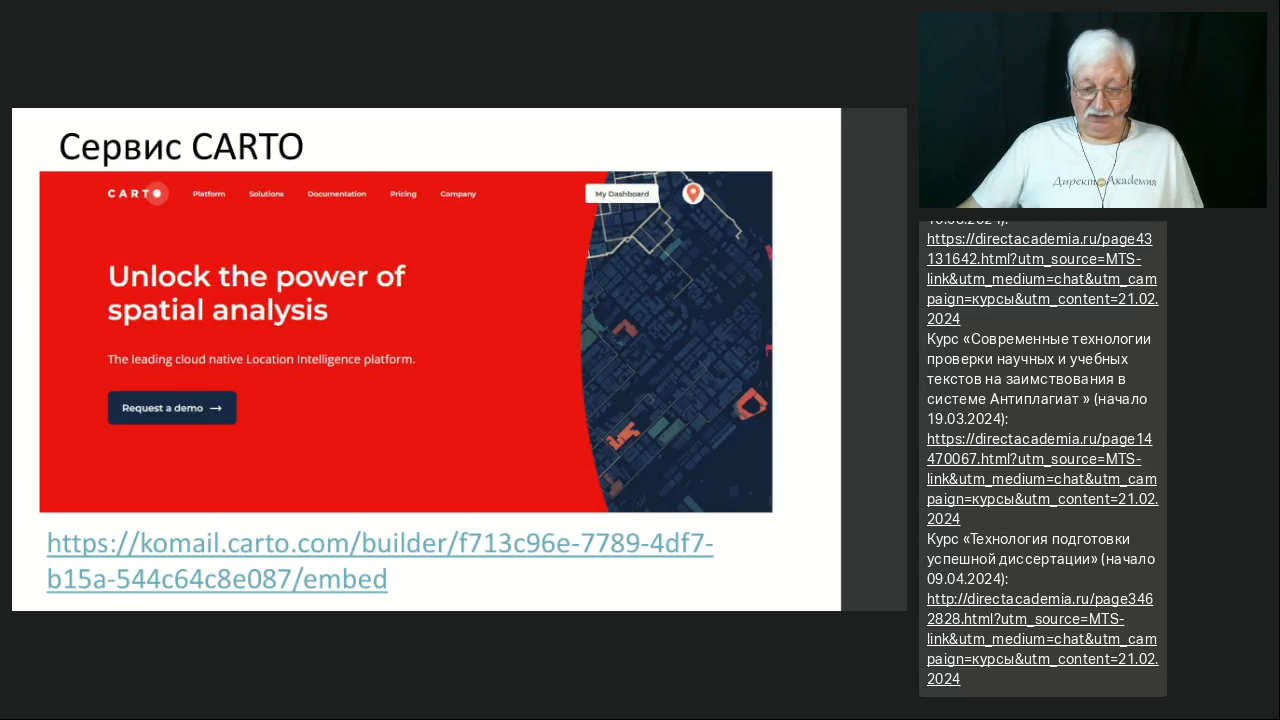 Сервис CARTO
CARTO
Platform
Solutions
Documentation
Pricing
Company
My Dashboard
Unlock the power of
spatial analysis
The leading cloud native Location Intelligence platform.
Request a demo →
https://komail.carto.com/builder/f713c96e-7789-4df7-
b15a-544c64c8e087/embed
Директ Академия
https://directacademia.ru/page43
131642.html?utm_source=MTS-
link&utm_medium=chat&utm_cam
paign=курсы&utm_content=21.02.
2024
Курс «Современные технологии
проверки научных и учебных
текстов на заимствования в
системе Антиплагиат » (начало
19.03.2024):
https://directacademia.ru/page14
470067.html?utm_source=MTS-
link&utm_medium=chat&utm_cam
paign=курсы&utm_content=21.02.
2024
Курс «Технология подготовки
успешной диссертации» (начало
09.04.2024):
http://directacademia.ru/page346
2828.html?utm_source=MTS-
link&utm_medium=chat&utm_cam
paign=курсы&utm_content=21.02.
2024